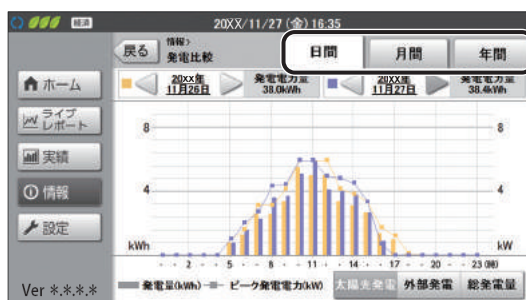 経済 20XX/11/27 (金) 16:35
戻る
情報>
発電比較
日間 月間 年間
20XX年
11月26日
発電電力量
38.0kWh
20XX年
11月27日
発電電力量
38.4kWh
ホーム
ライブ
レポート
実績
情報
設定
Ver *.*.*.*
8 8
4 4
kWh kW
・ ・ 2 ・ ・ 5 ・ ・ 8 ・ ・ 11 ・ ・ 14 ・ ・ 17 ・ ・ 20 ・ ・ 23 (時)
発電量(kWh) ピーク発電電力(kW) 太陽光発電 外部発電 総発電量